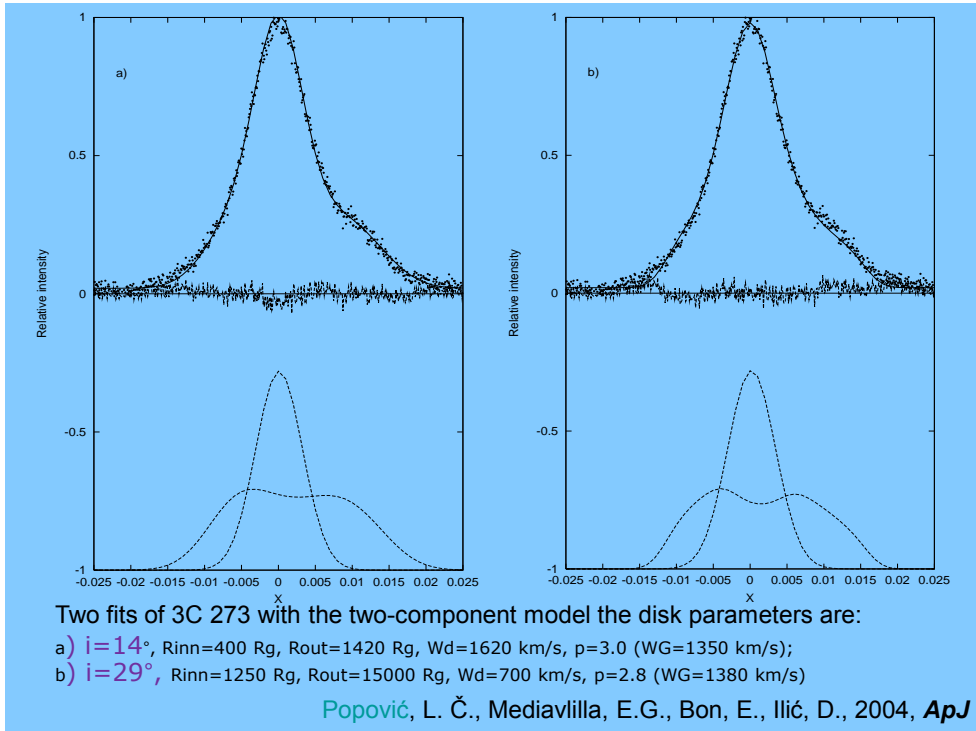 1
0.5
0
-0.5
-1
Relative intensity
a)
-0.025 -0.02 -0.015 -0.01 -0.005 0 0.005 0.01 0.015 0.02 0.025
X
1
0.5
0
-0.5
-1
Relative intensity
b)
-0.025 -0.02 -0.015 -0.01 -0.005 0 0.005 0.01 0.015 0.02 0.025
X
Two fits of 3C 273 with the two-component model the disk parameters are:
a) i=14°, Rinn=400 Rg, Rout=1420 Rg, Wd=1620 km/s, p=3.0 (WG=1350 km/s);
b) i=29°, Rinn=1250 Rg, Rout=15000 Rg, Wd=700 km/s, p=2.8 (WG=1380 km/s)
Popović, L. Č., Mediavlilla, E.G., Bon, E., Ilić, D., 2004, ApJ